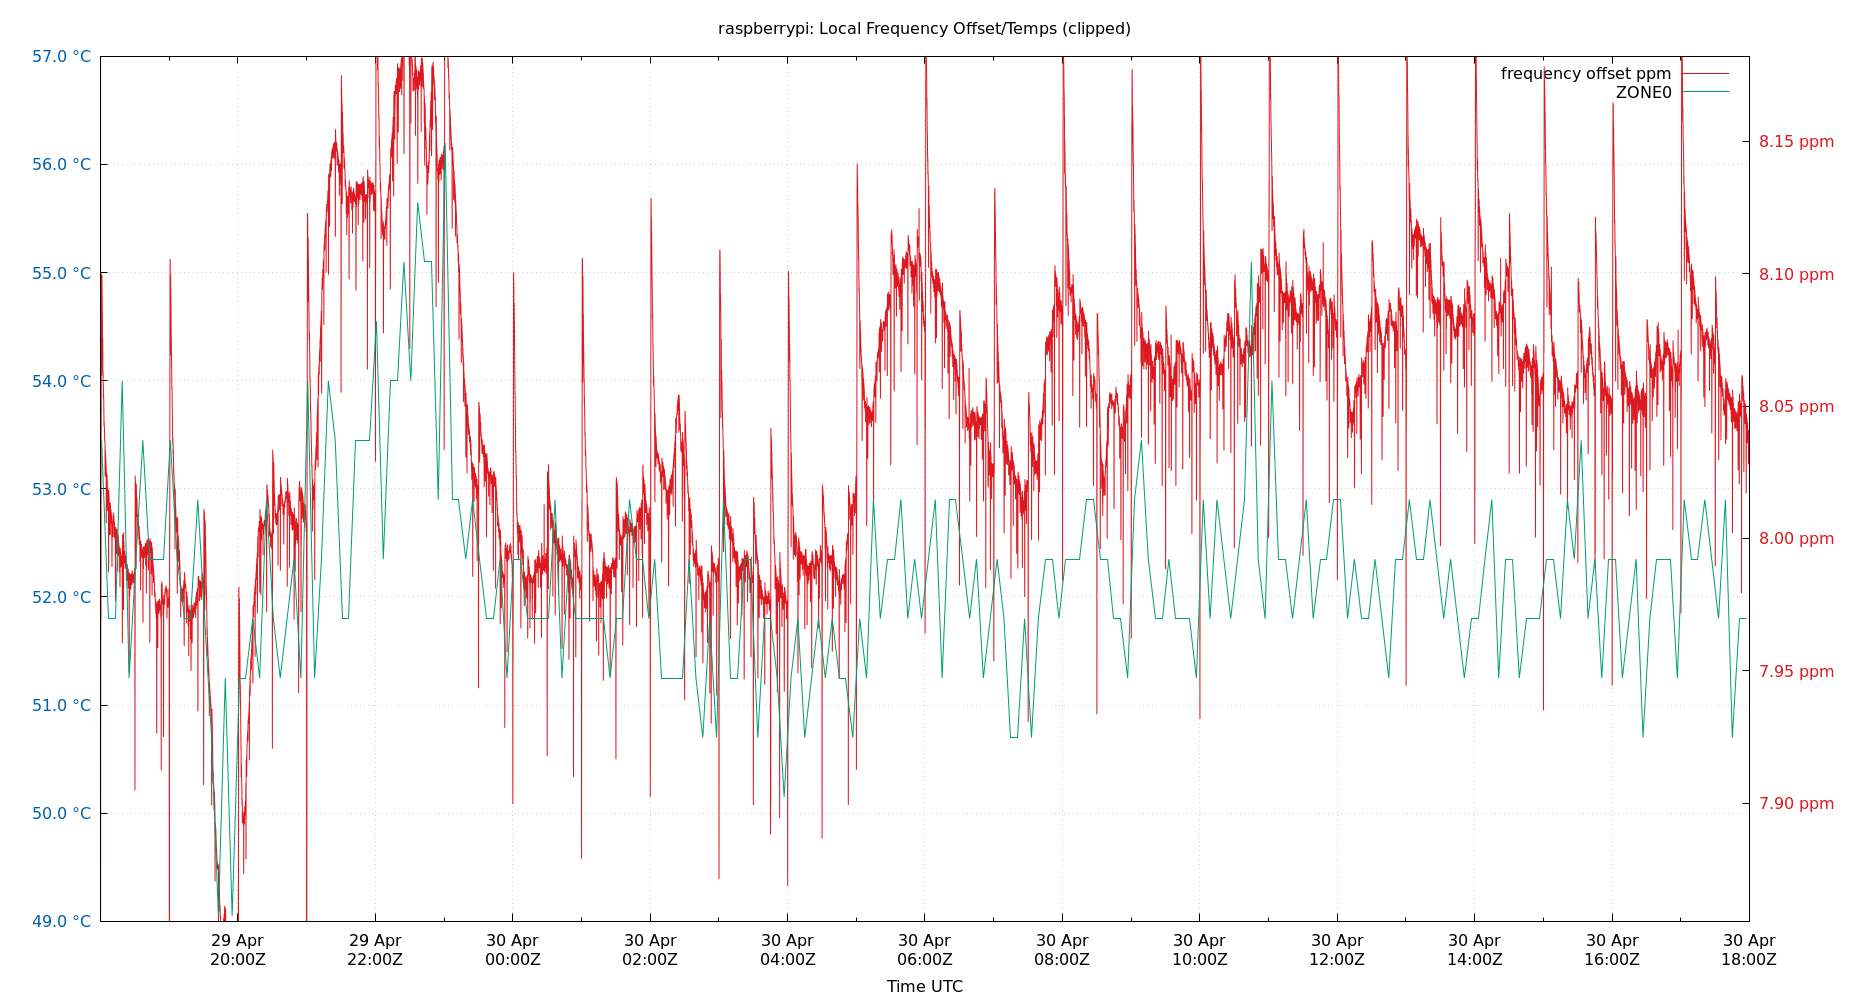 raspberrypi: Local Frequency Offset/Temps (clipped)
57.0 °C
56.0 °C
55.0 °C
54.0 °C
53.0 °C
52.0 °C
51.0 °C
50.0 °C
49.0 °C
frequency offset ppm
ZONE0
8.15 ppm
8.10 ppm
8.05 ppm
8.00 ppm
7.95 ppm
7.90 ppm
29 Apr 29 Apr 30 Apr 30 Apr 30 Apr 30 Apr 30 Apr 30 Apr 30 Apr 30 Apr 30 Apr 30 Apr
20:00Z 22:00Z 00:00Z 02:00Z 04:00Z 06:00Z 08:00Z 10:00Z 12:00Z 14:00Z 16:00Z 18:00Z
Time UTC